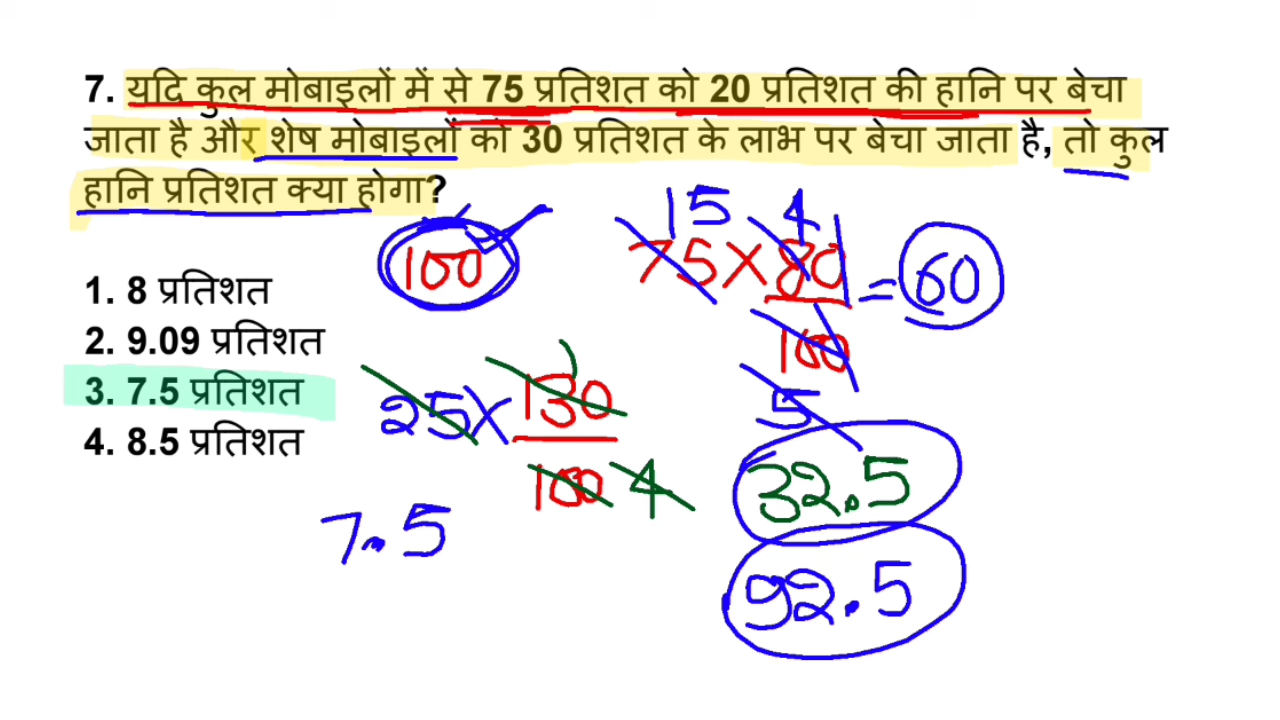 7. यदि कुल मोबाइलों में से 75 प्रतिशत को 20 प्रतिशत की हानि पर बेचा
जाता है और शेष मोबाइलों को 30 प्रतिशत के लाभ पर बेचा जाता है, तो कुल
हानि प्रतिशत क्या होगा?
15 4
100 75 × 80 = 60
100
5
1. 8 प्रतिशत
2. 9.09 प्रतिशत
3. 7.5 प्रतिशत
4. 8.5 प्रतिशत
25 × 130
100 4
32.5
7.5
92.5